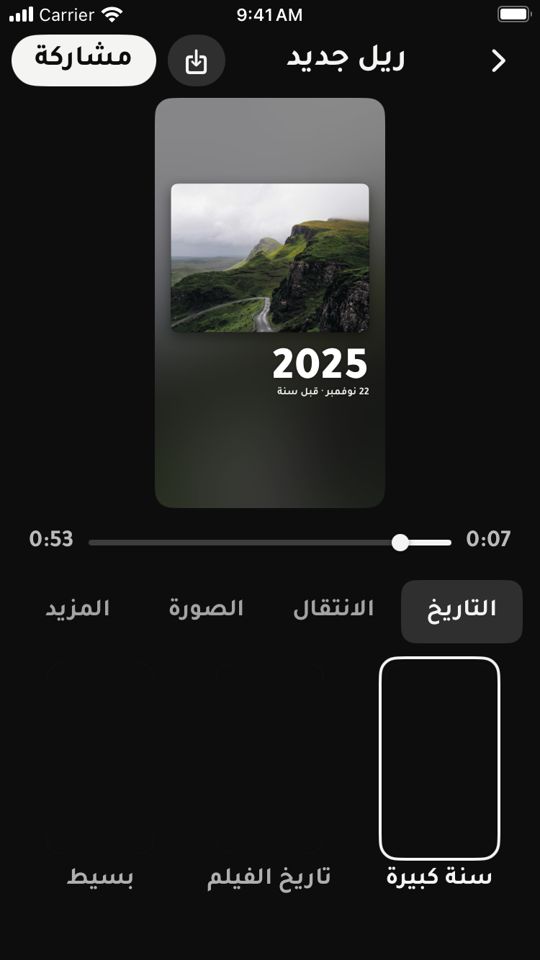 Carrier 9:41 AM
ريل جديد
مشاركة
2025
22 نوفمبر · قبل سنة
0:07
0:53
التاريخ
الانتقال
الصورة
المزيد
سنة كبيرة
تاريخ الفيلم
بسيط